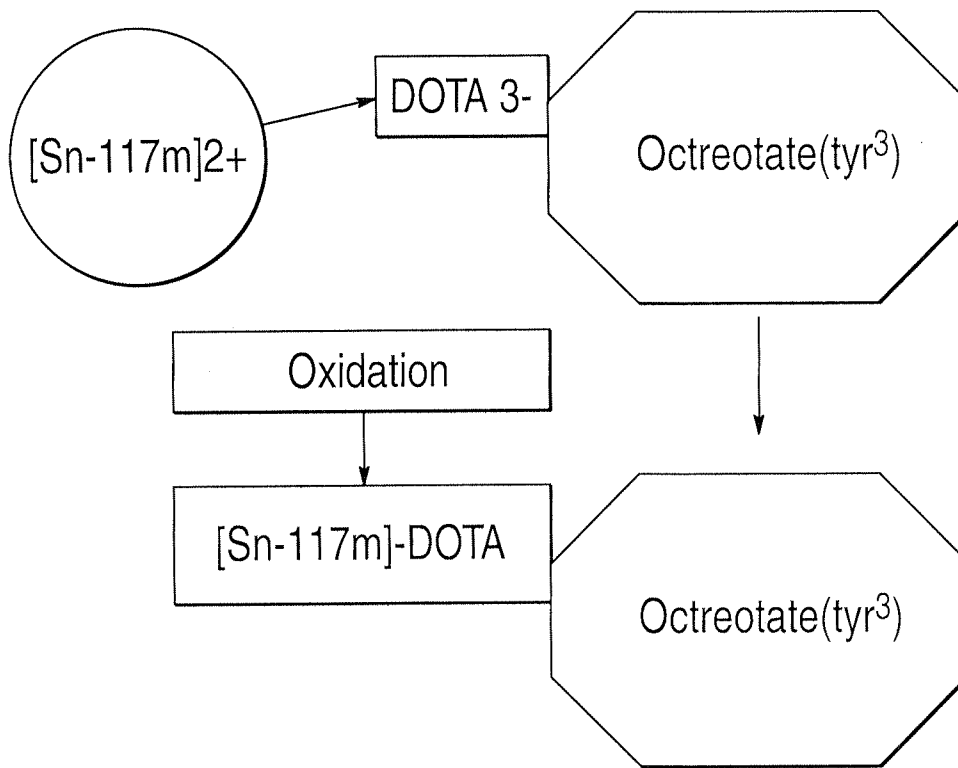 [Sn-117m]2+
DOTA 3-
Octreotate(tyr³)
Oxidation
[Sn-117m]-DOTA
Octreotate(tyr³)